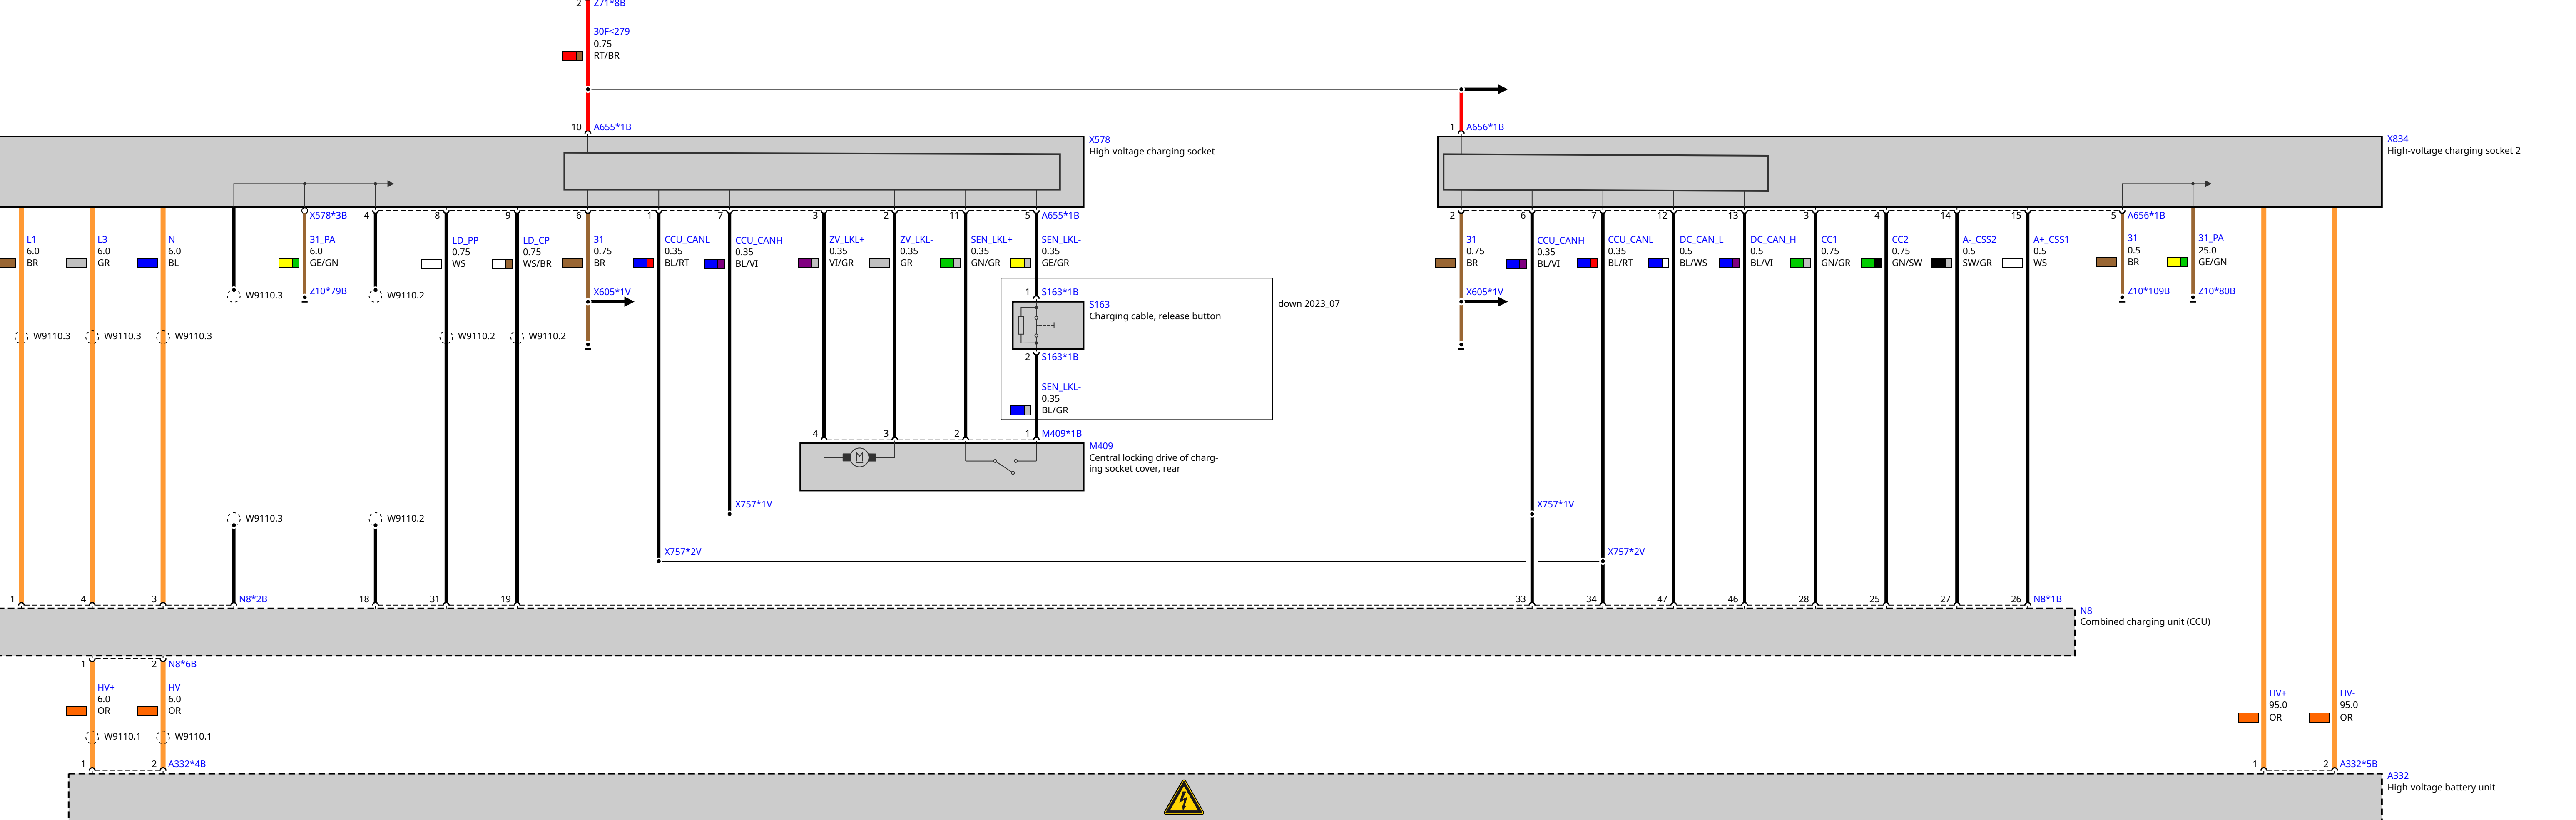 2 Z71*8B
30F<279
0.75
RT/BR
10 A655*1B
1 A656*1B
X578
High-voltage charging socket
X834
High-voltage charging socket 2
X578*3B 4 8 9 6 1 7 3 2 11 5 A655*1B
2 6 7 12 13 3 4 14 15 5 A656*1B
L1
6.0
BR
L3
6.0
GR
N
6.0
BL
31_PA
6.0
GE/GN
LD_PP
0.75
WS
LD_CP
0.75
WS/BR
31
0.75
BR
CCU_CANL
0.35
BL/RT
CCU_CANH
0.35
BL/VI
ZV_LKL+
0.35
VI/GR
ZV_LKL-
0.35
GR
SEN_LKL+
0.35
GN/GR
SEN_LKL-
0.35
GE/GR
31
0.75
BR
CCU_CANH
0.35
BL/VI
CCU_CANL
0.35
BL/RT
DC_CAN_L
0.5
BL/WS
DC_CAN_H
0.5
BL/VI
CC1
0.75
GN/GR
CC2
0.75
GN/SW
A-_CSS2
0.5
SW/GR
A+_CSS1
0.5
WS
31
0.5
BR
31_PA
25.0
GE/GN
W9110.3
Z10*79B
W9110.2
X605*1V
1 S163*1B
X605*1V
Z10*109B
Z10*80B
S163
Charging cable, release button
down 2023_07
W9110.3
W9110.3
W9110.3
W9110.2
W9110.2
2 S163*1B
SEN_LKL-
0.35
BL/GR
4 3 2 1 M409*1B
M409
Central locking drive of charg-
ing socket cover, rear
M
X757*1V
X757*1V
W9110.3
W9110.2
X757*2V
X757*2V
1 4 3 N8*2B 18 31 19 33 34 47 46 28 25 27 26 N8*1B
N8
Combined charging unit (CCU)
1 2 N8*6B
HV+
6.0
OR
HV-
6.0
OR
HV+
95.0
OR
HV-
95.0
OR
W9110.1
W9110.1
1 2 A332*4B
1 2 A332*5B
A332
High-voltage battery unit